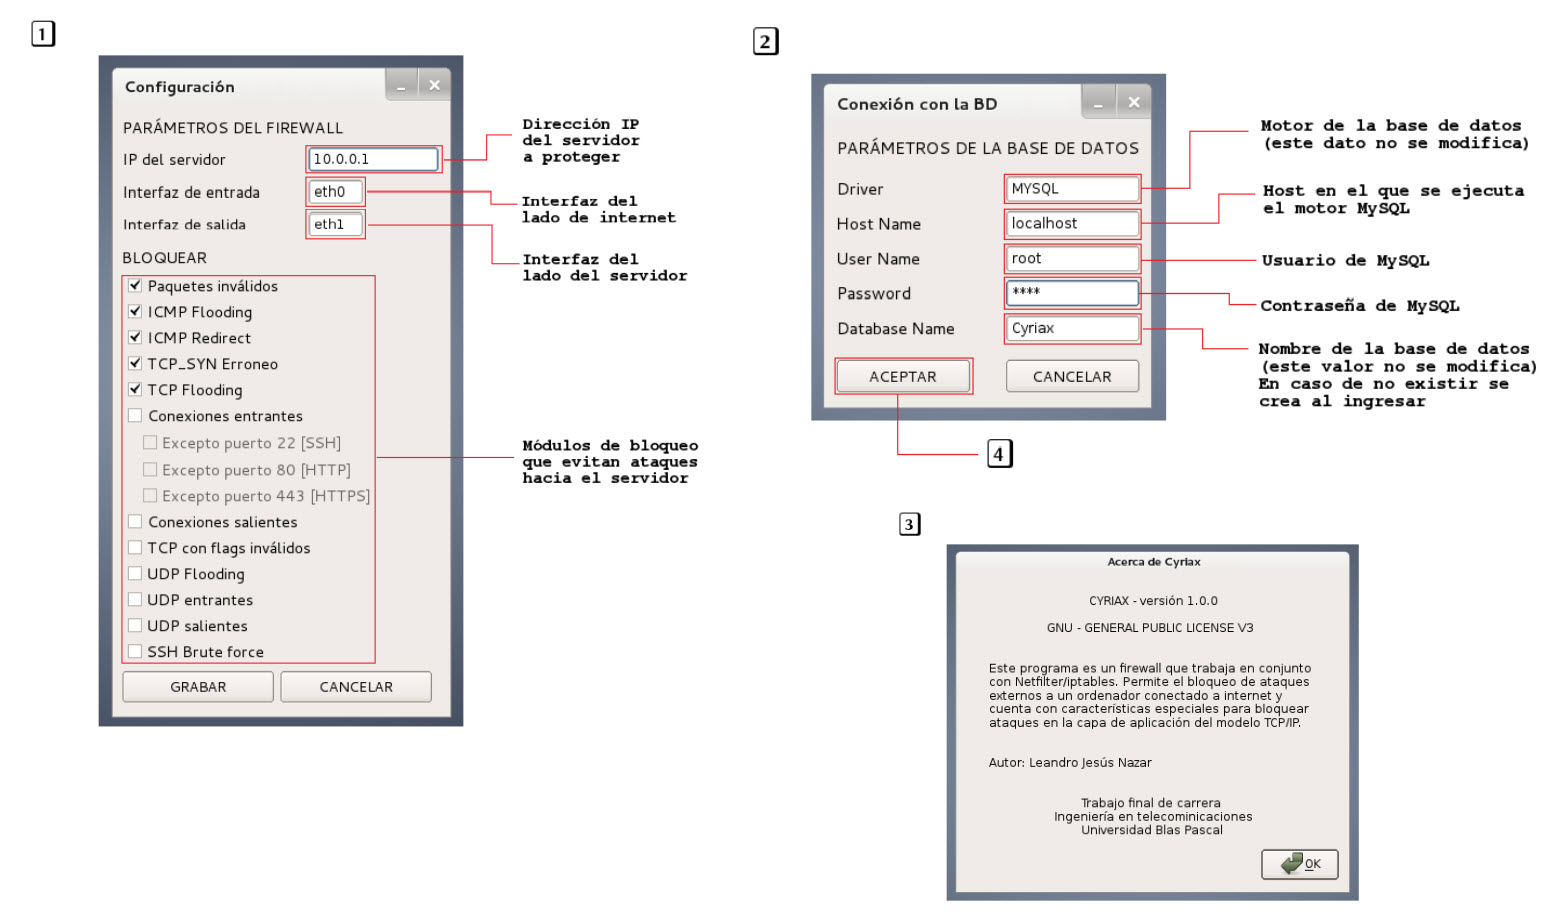 1
Configuración
PARÁMETROS DEL FIREWALL
IP del servidor
10.0.0.1
Interfaz de entrada
eth0
Interfaz de salida
eth1
BLOQUEAR
Paquetes inválidos
ICMP Flooding
ICMP Redirect
TCP_SYN Erroneo
TCP Flooding
Conexiones entrantes
Excepto puerto 22 [SSH]
Excepto puerto 80 [HTTP]
Excepto puerto 443 [HTTPS]
Conexiones salientes
TCP con flags inválidos
UDP Flooding
UDP entrantes
UDP salientes
SSH Brute force
GRABAR
CANCELAR
Dirección IP
del servidor
a proteger
Interfaz del
lado de internet
Interfaz del
lado del servidor
Módulos de bloqueo
que evitan ataques
hacia el servidor
2
Conexión con la BD
PARÁMETROS DE LA BASE DE DATOS
Driver
MYSQL
Host Name
localhost
User Name
root
Password
****
Database Name
Cyriax
ACEPTAR
CANCELAR
Motor de la base de datos
(este dato no se modifica)
Host en el que se ejecuta
el motor MySQL
Usuario de MySQL
Contraseña de MySQL
Nombre de la base de datos
(este valor no se modifica)
En caso de no existir se
crea al ingresar
4
3
Acerca de Cyriax
CYRIAX - versión 1.0.0
GNU - GENERAL PUBLIC LICENSE V3
Este programa es un firewall que trabaja en conjunto
con Netfilter/iptables. Permite el bloqueo de ataques
externos a un ordenador conectado a internet y
cuenta con características especiales para bloquear
ataques en la capa de aplicación del modelo TCP/IP.
Autor: Leandro Jesús Nazar
Trabajo final de carrera
Ingeniería en telecominicaciones
Universidad Blas Pascal
OK